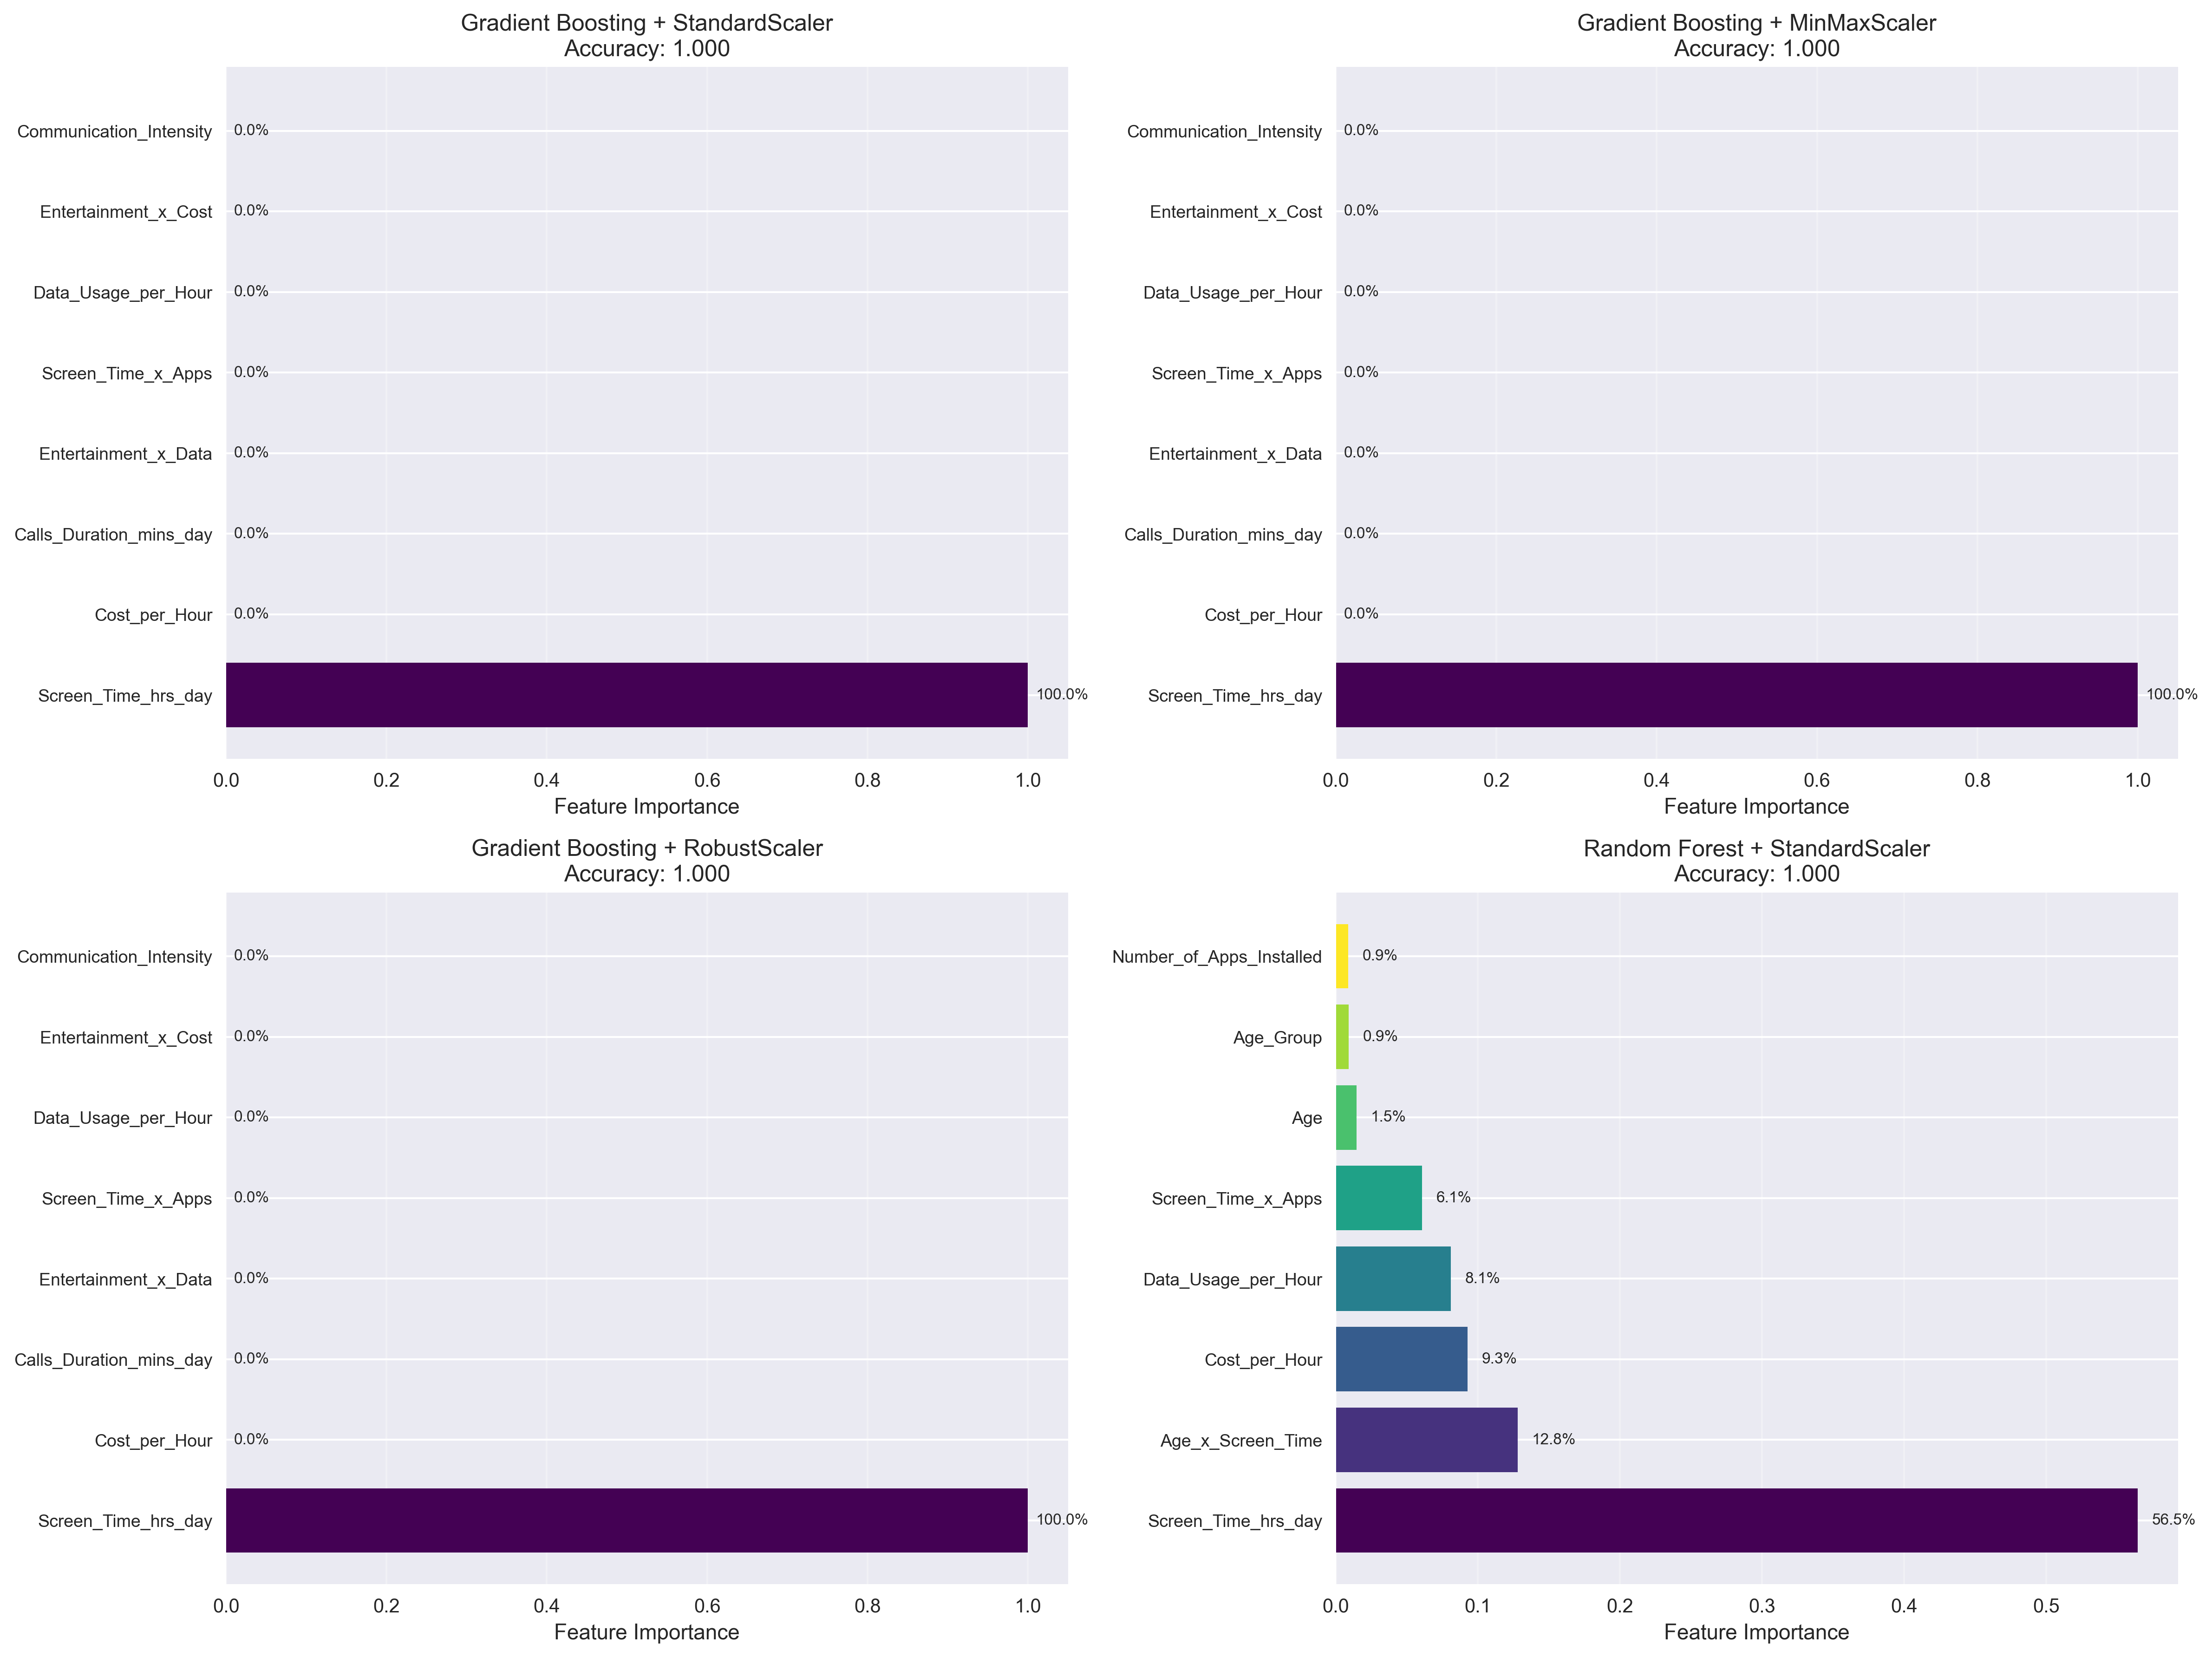 Gradient Boosting + StandardScaler
Accuracy: 1.000
Communication_Intensity 0.0%
Entertainment_x_Cost 0.0%
Data_Usage_per_Hour 0.0%
Screen_Time_x_Apps 0.0%
Entertainment_x_Data 0.0%
Calls_Duration_mins_day 0.0%
Cost_per_Hour 0.0%
Screen_Time_hrs_day 100.0%
0.0 0.2 0.4 0.6 0.8 1.0
Feature Importance
Gradient Boosting + MinMaxScaler
Accuracy: 1.000
Communication_Intensity 0.0%
Entertainment_x_Cost 0.0%
Data_Usage_per_Hour 0.0%
Screen_Time_x_Apps 0.0%
Entertainment_x_Data 0.0%
Calls_Duration_mins_day 0.0%
Cost_per_Hour 0.0%
Screen_Time_hrs_day 100.0%
0.0 0.2 0.4 0.6 0.8 1.0
Feature Importance
Gradient Boosting + RobustScaler
Accuracy: 1.000
Communication_Intensity 0.0%
Entertainment_x_Cost 0.0%
Data_Usage_per_Hour 0.0%
Screen_Time_x_Apps 0.0%
Entertainment_x_Data 0.0%
Calls_Duration_mins_day 0.0%
Cost_per_Hour 0.0%
Screen_Time_hrs_day 100.0%
0.0 0.2 0.4 0.6 0.8 1.0
Feature Importance
Random Forest + StandardScaler
Accuracy: 1.000
Number_of_Apps_Installed 0.9%
Age_Group 0.9%
Age 1.5%
Screen_Time_x_Apps 6.1%
Data_Usage_per_Hour 8.1%
Cost_per_Hour 9.3%
Age_x_Screen_Time 12.8%
Screen_Time_hrs_day 56.5%
0.0 0.1 0.2 0.3 0.4 0.5
Feature Importance